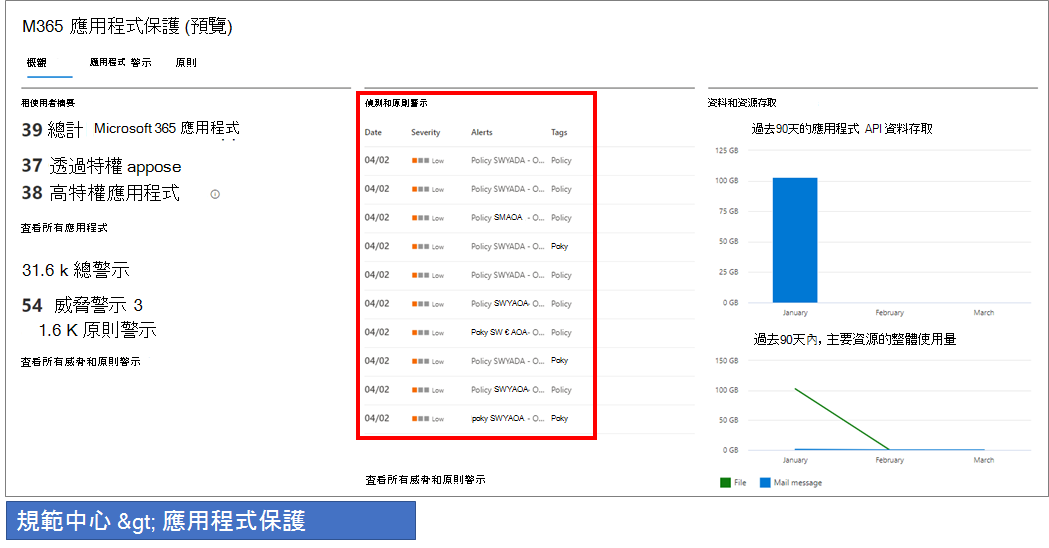 M365 應用程式保護 (預覽)
概觀 應用程式 警示 原則
租使用者摘要
39 總計 Microsoft 365 應用程式
37 透過特權 appose
38 高特權應用程式
查看所有應用程式
31.6 k 總警示
54 威脅警示 3
1.6 K 原則警示
查看所有威脅和原則警示
偵測和原則警示
Date Severity Alerts Tags
04/02 Low Policy SWYADA - O... Policy
04/02 Low Policy SWYADA - O... Policy
04/02 Low Policy SMAOA - O... Policy
04/02 Low Policy SWYADA - O... Poky
04/02 Low Policy SWYADA - O... Policy
04/02 Low Policy SWYAOA- O... Policy
04/02 Low Poky SW € AOA- O... Policy
04/02 Low Policy SWYADA - O... Poky
04/02 Low Policy SWYAOA- O... Policy
04/02 Low poky SWYAOA - O... Poky
查看所有威脅和原則警示
資料和資源存取
過去90天的應用程式 API 資料存取
125 GB
100 GB
75 GB
50 GB
25 GB
0 GB
January February March
過去90天內，主要資源的整體使用量
150 GB
100 GB
50 GB
0 GB
January February March
File Mail message
規範中心 &gt; 應用程式保護